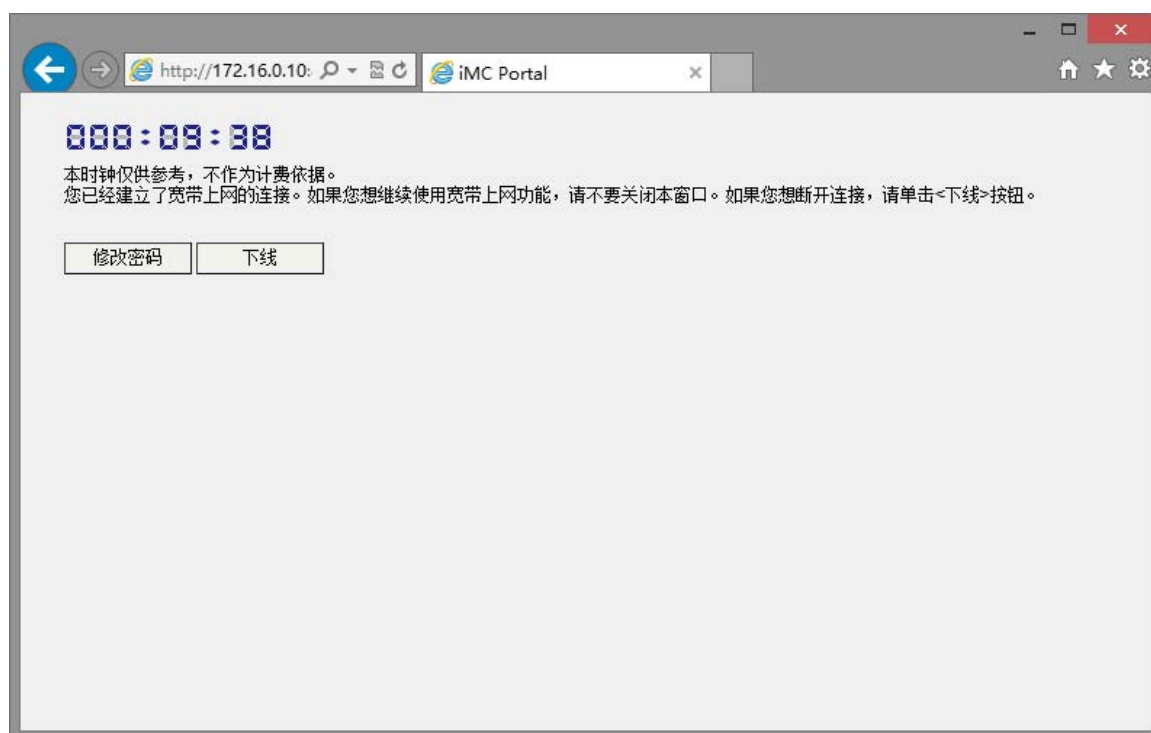 http://172.16.0.10:
iMC Portal
000:09:38
本时钟仅供参考，不作为计费依据。
您已经建立了宽带上网的连接。如果您想继续使用宽带上网功能，请不要关闭本窗口。如果您想断开连接，请单击<下线>按钮。
修改密码 下线